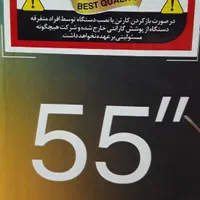 BEST QUALITY
در صورت باز کردن کارتن یا نصب دستگاه توسط افراد متفرقه
دستگاه از پوشش گارانتی خارج شده و شرکت هیچگونه
مسئولیتی بر عهده نخواهد داشت.
55"